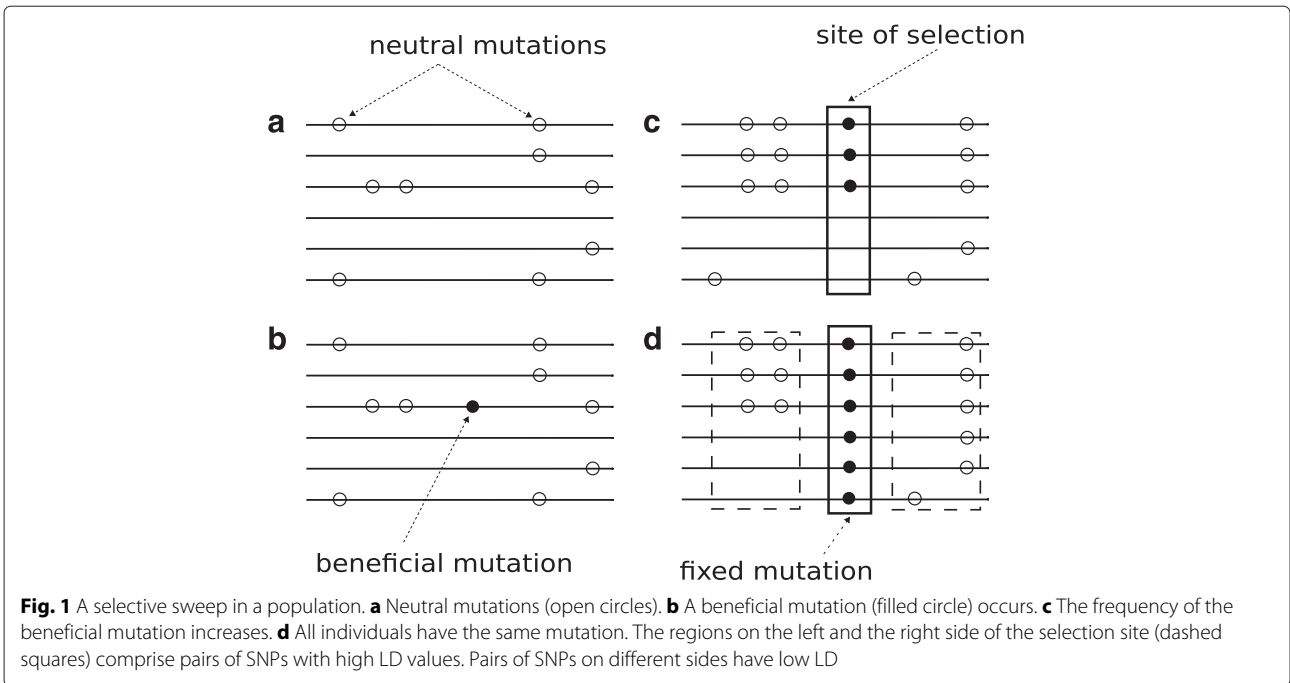 neutral mutations
site of selection
a
c
b
d
beneficial mutation
fixed mutation
Fig. 1 A selective sweep in a population. a Neutral mutations (open circles). b A beneficial mutation (filled circle) occurs. c The frequency of the
beneficial mutation increases. d All individuals have the same mutation. The regions on the left and the right side of the selection site (dashed
squares) comprise pairs of SNPs with high LD values. Pairs of SNPs on different sides have low LD